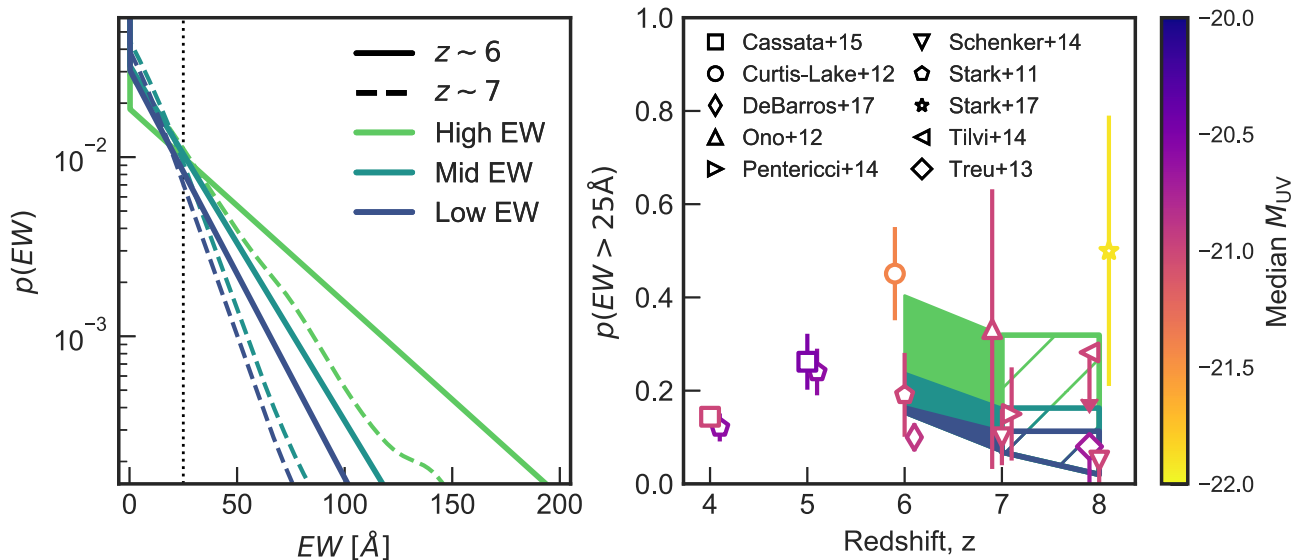 z ~ 6
z ~ 7
High EW
Mid EW
Low EW
10⁻²
10⁻³
p(EW)
0 50 100 150 200
EW [Å]
1.0
0.8
0.6
0.4
0.2
0.0
p(EW > 25Å)
Cassata+15
Curtis-Lake+12
DeBarros+17
Ono+12
Pentericci+14
Schenker+14
Stark+11
Stark+17
Tilvi+14
Treu+13
4 5 6 7 8
Redshift, z
−20.0
−20.5
−21.0
−21.5
−22.0
Median M_UV